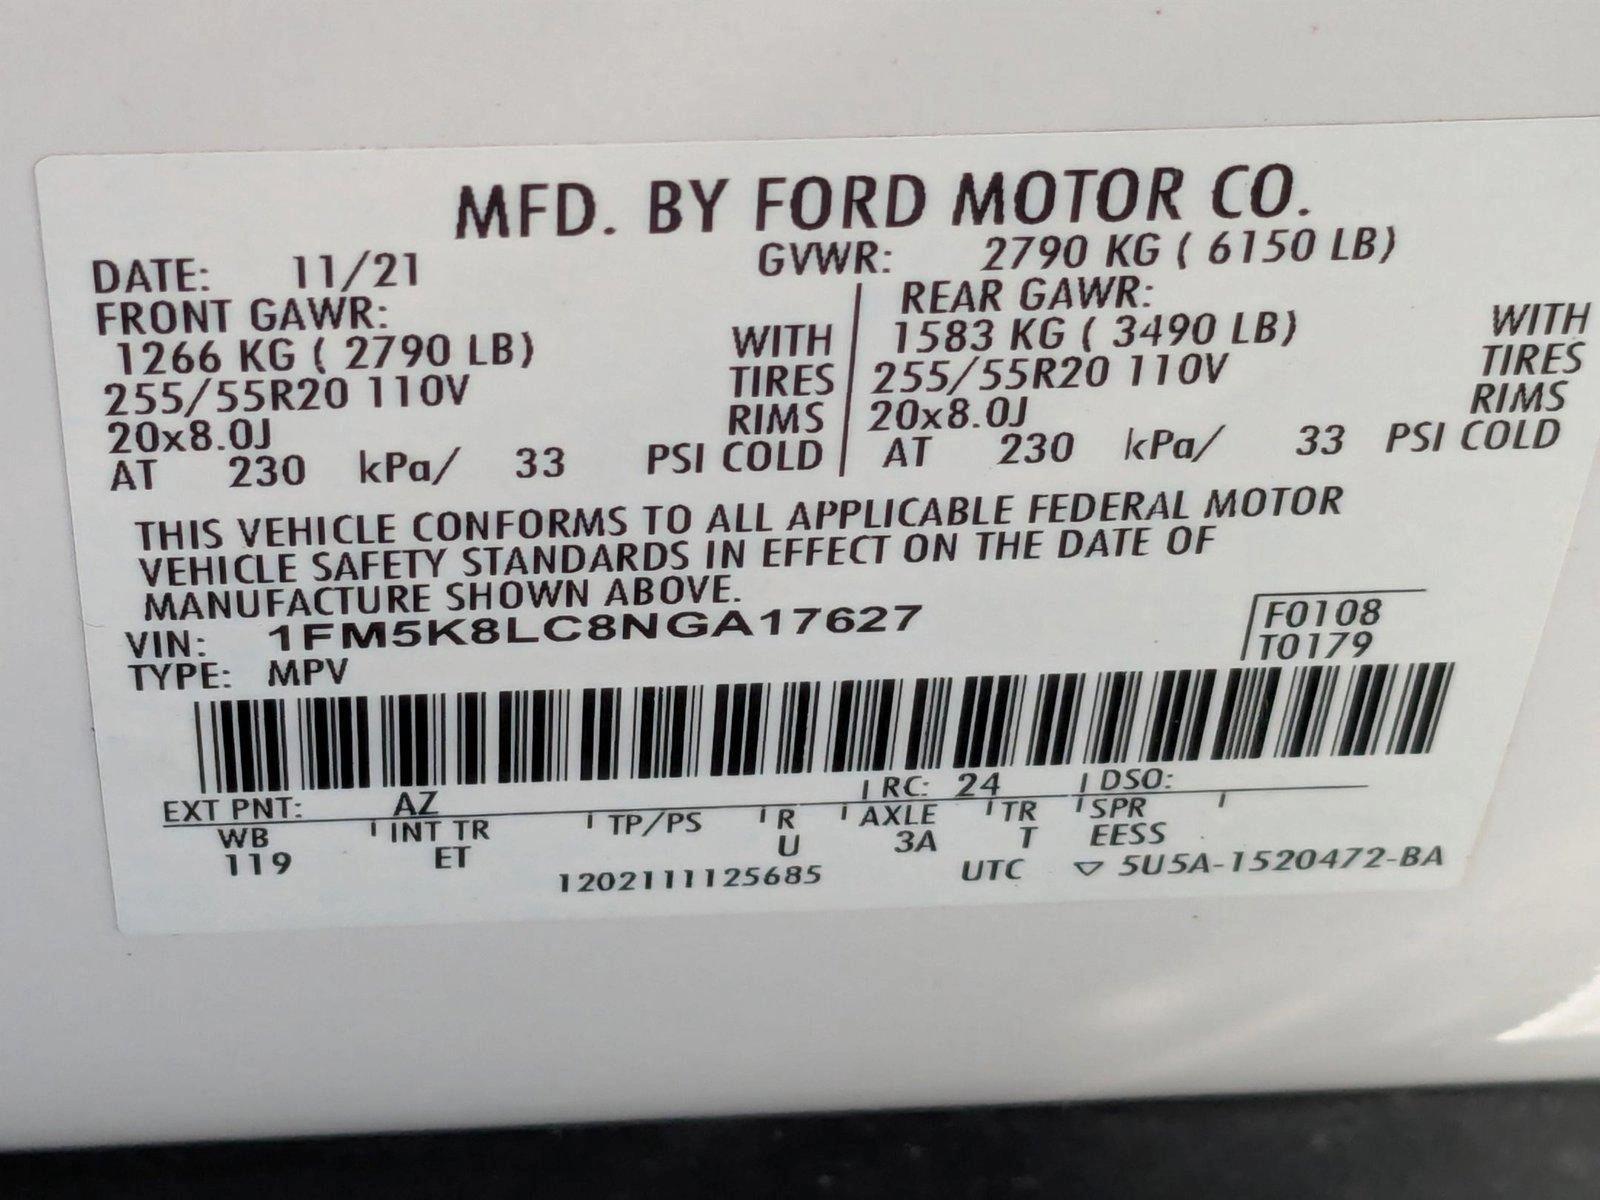 MFD. BY FORD MOTOR CO.
DATE: 11/21 GVWR: 2790 KG ( 6150 LB)
FRONT GAWR: REAR GAWR:
1266 KG ( 2790 LB) WITH 1583 KG ( 3490 LB) WITH
255/55R20 110V TIRES 255/55R20 110V TIRES
20x8.0J RIMS 20x8.0J RIMS
AT 230 kPa/ 33 PSI COLD AT 230 kPa/ 33 PSI COLD
THIS VEHICLE CONFORMS TO ALL APPLICABLE FEDERAL MOTOR
VEHICLE SAFETY STANDARDS IN EFFECT ON THE DATE OF
MANUFACTURE SHOWN ABOVE.
VIN: 1FM5K8LC8NGA17627 F0108
TYPE: MPV T0179
EXT PNT: AZ RC: 24 DSO:
WB INT TR TP/PS R AXLE TR SPR
119 ET U 3A T EESS
1202111125685 UTC ▽ 5U5A-1520472-BA